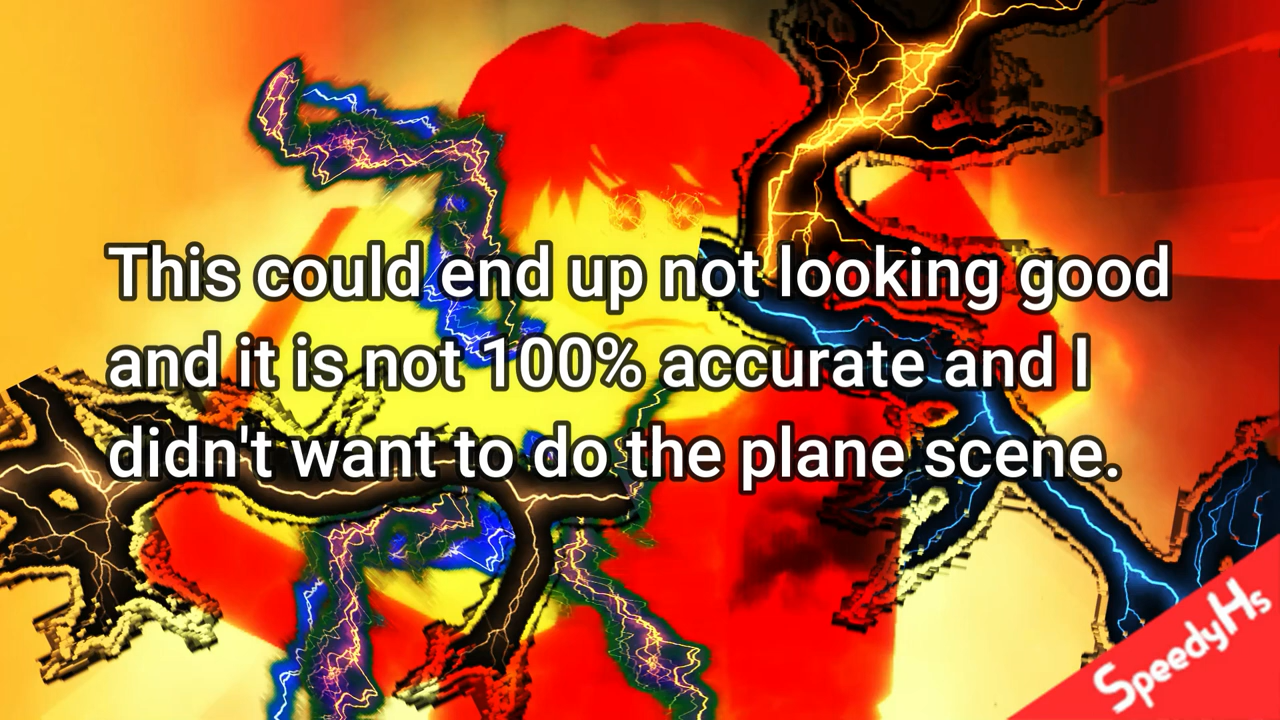 This could end up not looking good
and it is not 100% accurate and I
didn't want to do the plane scene.
SpeedyHs